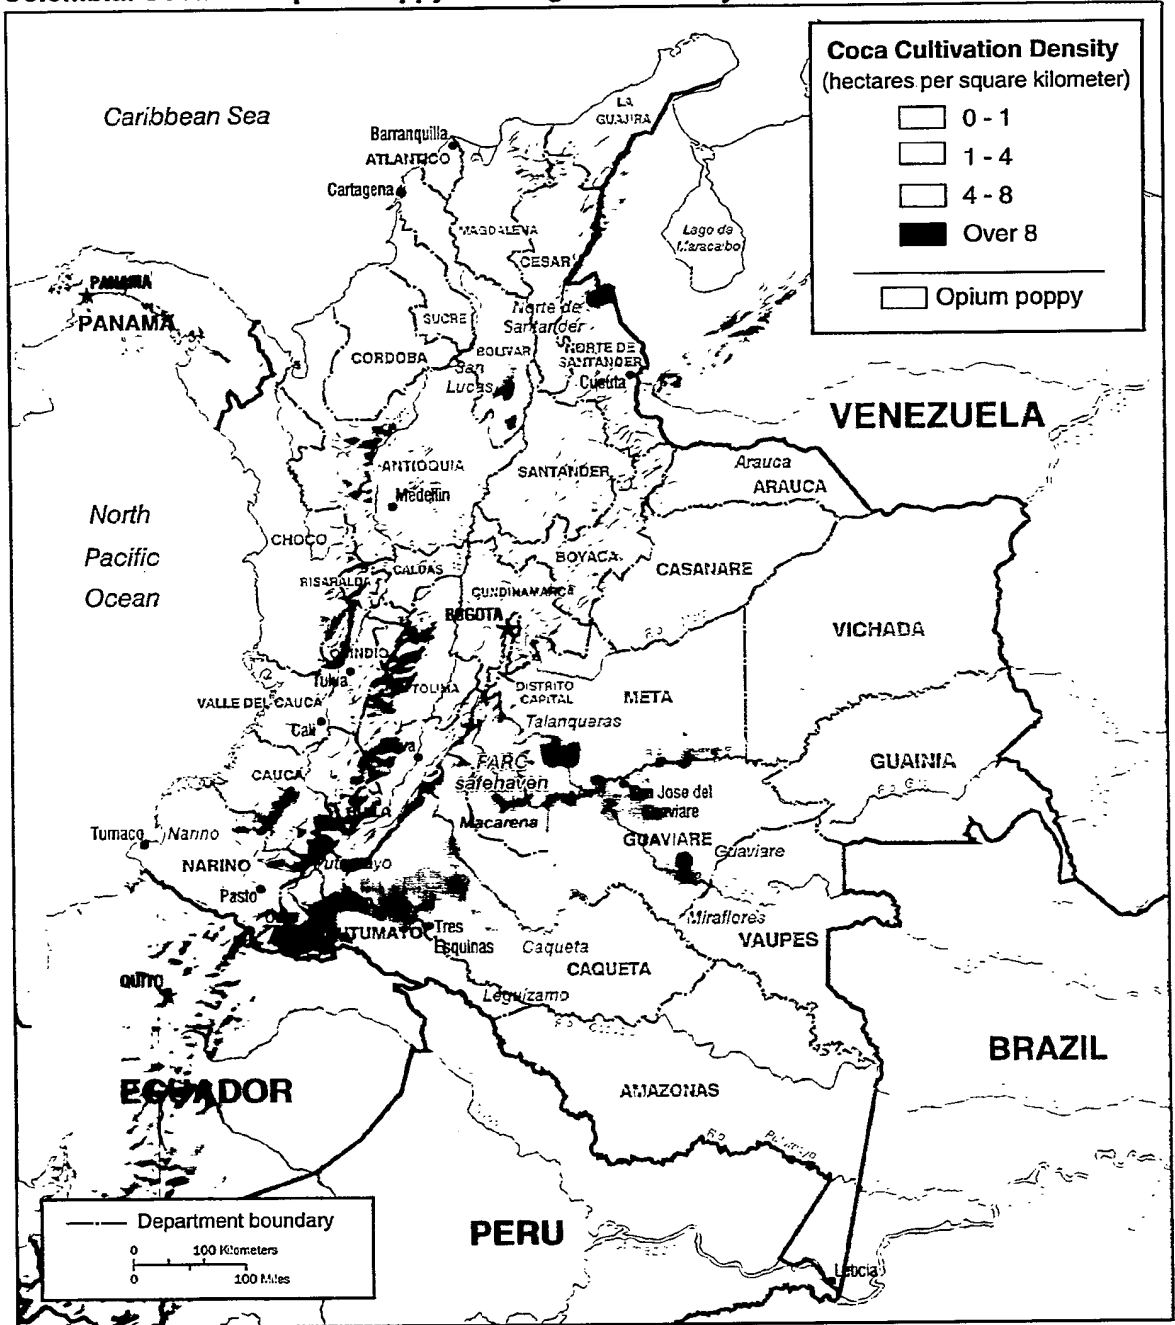 Coca Cultivation Density
(hectares per square kilometer)
0 - 1
1 - 4
4 - 8
Over 8
Opium poppy
Caribbean Sea
LA
GUAJIRA
Barranquilla
ATLANTICO
Cartagena
MAGDALENA
Lago de
Maracaibo
CESAR
PANAMA
PANAMA
Norte de
Santander
SUCRE
CORDOBA
BOLIVAR
NORTE DE
SANTANDER
San
Lucas
Cucuta
VENEZUELA
ANTIOQUIA
SANTANDER
Arauca
ARAUCA
Medellin
North
Pacific
Ocean
CHOCO
BOYACA
CASANARE
RISARALDA
CALDAS
CUNDINAMARCA
BOGOTA
VICHADA
QUINDIO
Tulua
TOLIMA
DISTRITO
CAPITAL
META
VALLE DEL CAUCA
Cali
Talanqueras
FARC
safehaven
GUAINIA
CAUCA
San Jose del
Guaviare
Macarena
Tumaco
Narino
GUAVIARE
Guaviare
NARINO
Putumayo
Pasto
Miraflores
VAUPES
PUTUMAYO
Tres
Esquinas
Caqueta
CAQUETA
QUITO
Leguizamo
BRAZIL
ECUADOR
AMAZONAS
Rio Putumayo
PERU
Leticia
Department boundary
0 100 Kilometers
0 100 Miles